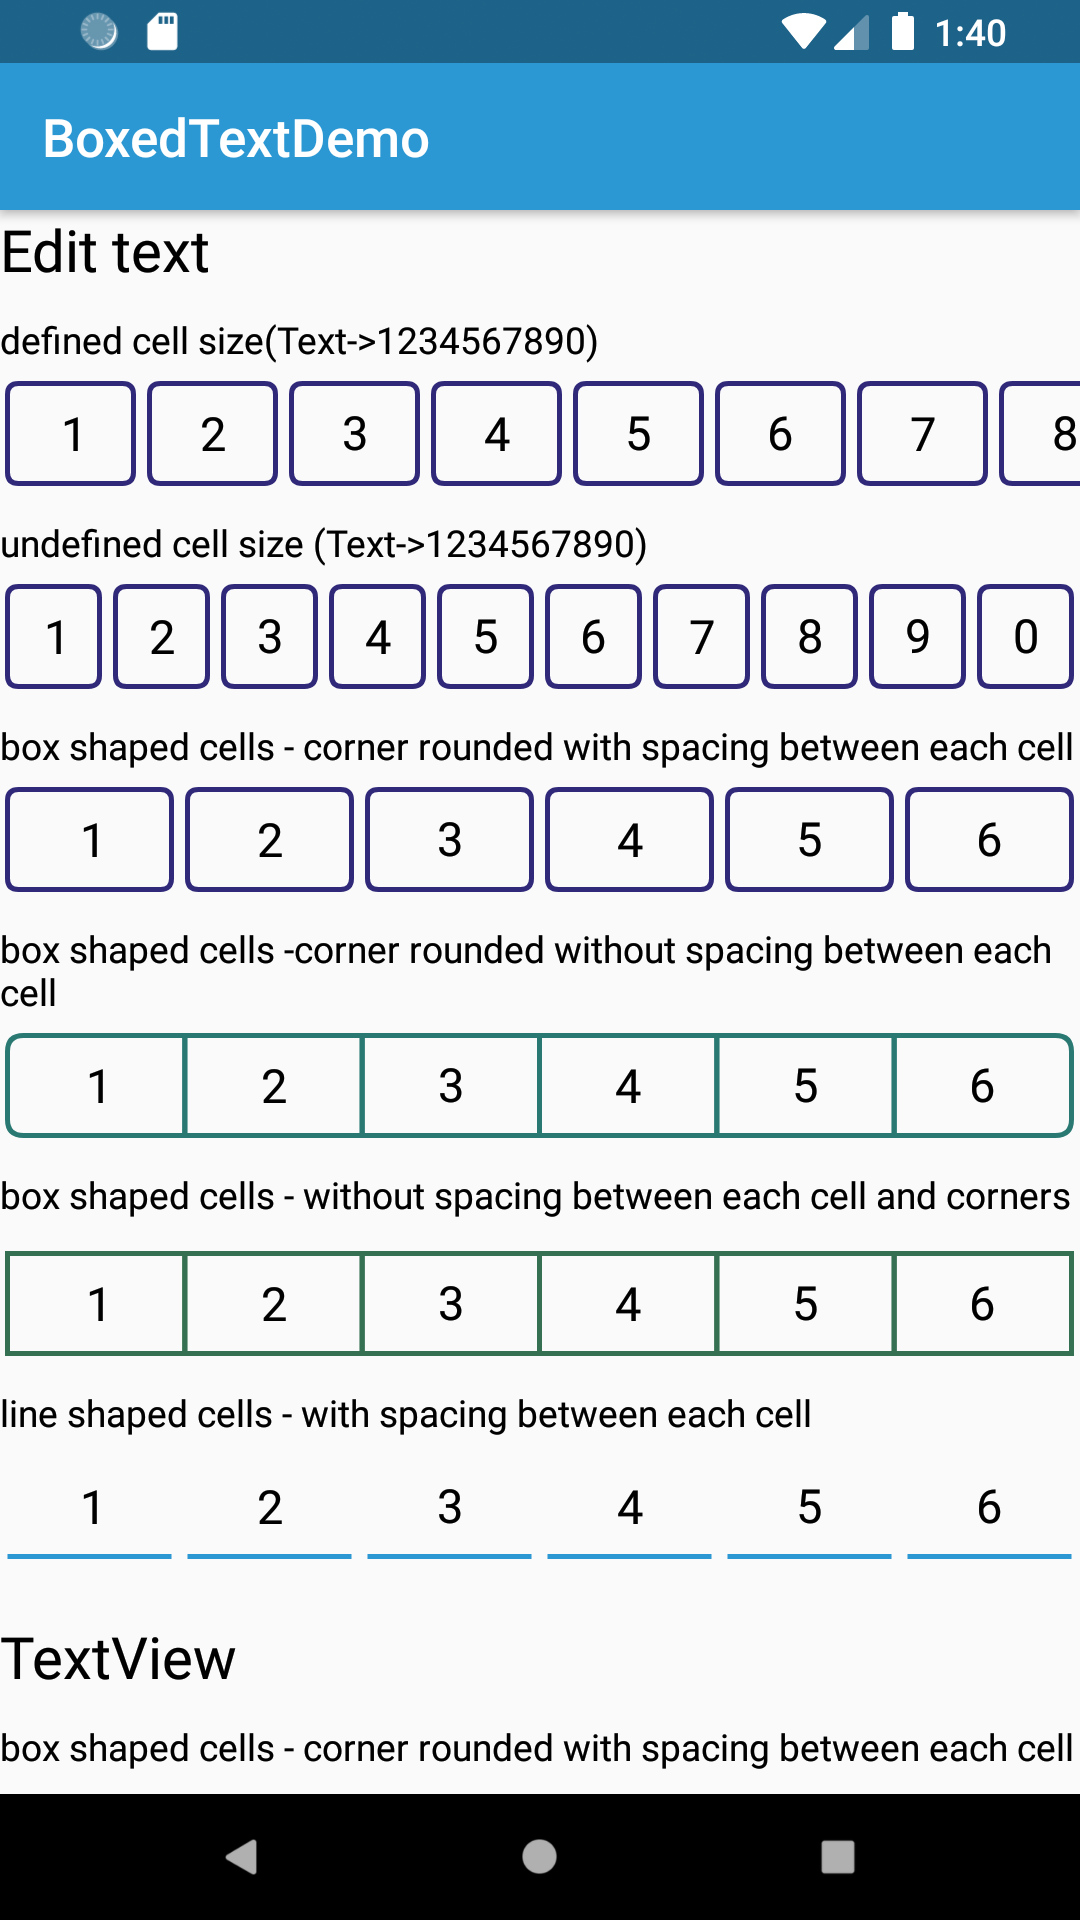 1:40
BoxedTextDemo
Edit text
defined cell size(Text->1234567890)
1 2 3 4 5 6 7 8
undefined cell size (Text->1234567890)
1 2 3 4 5 6 7 8 9 0
box shaped cells - corner rounded with spacing between each cell
1 2 3 4 5 6
box shaped cells -corner rounded without spacing between each
cell
1 2 3 4 5 6
box shaped cells - without spacing between each cell and corners
1 2 3 4 5 6
line shaped cells - with spacing between each cell
1 2 3 4 5 6
TextView
box shaped cells - corner rounded with spacing between each cell